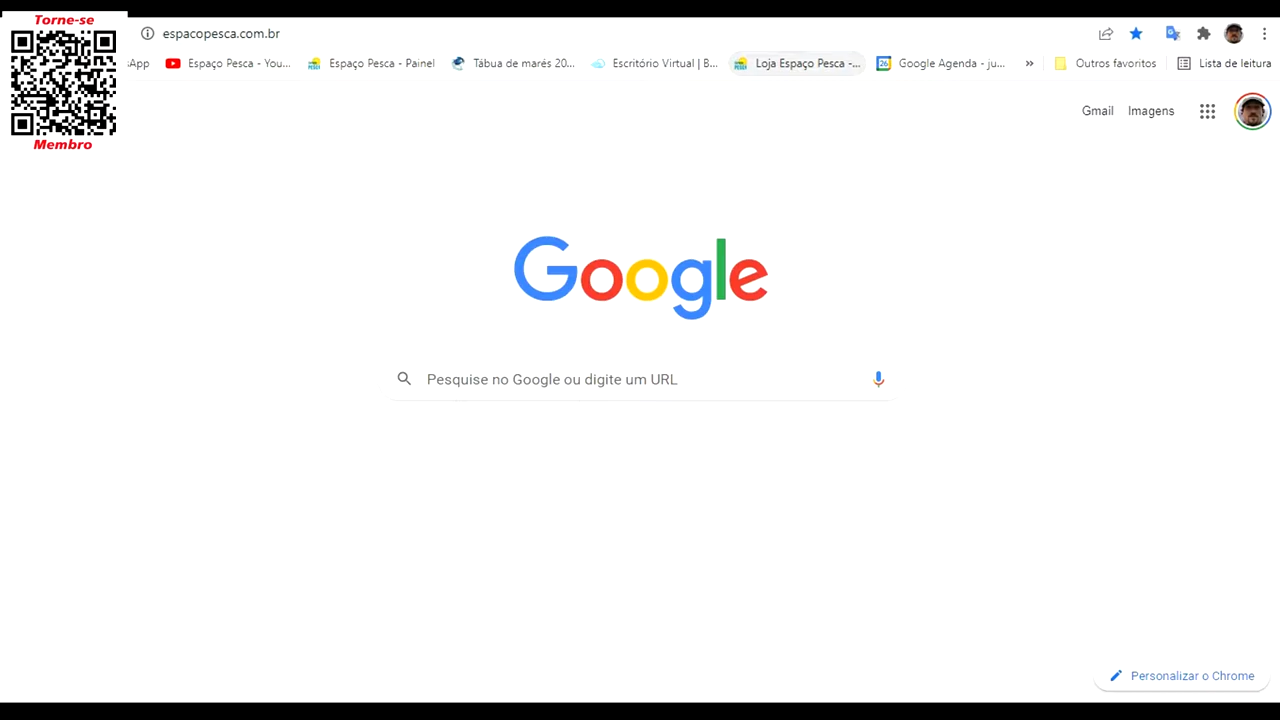 Torne-se
Membro
espacopesca.com.br
sApp
Espaço Pesca - You...
Espaço Pesca - Painel
Tábua de marés 20...
Escritório Virtual | B...
Loja Espaço Pesca -...
26
Google Agenda - ju...
»
Outros favoritos
Lista de leitura
Gmail
Imagens
Google
Pesquise no Google ou digite um URL
Personalizar o Chrome